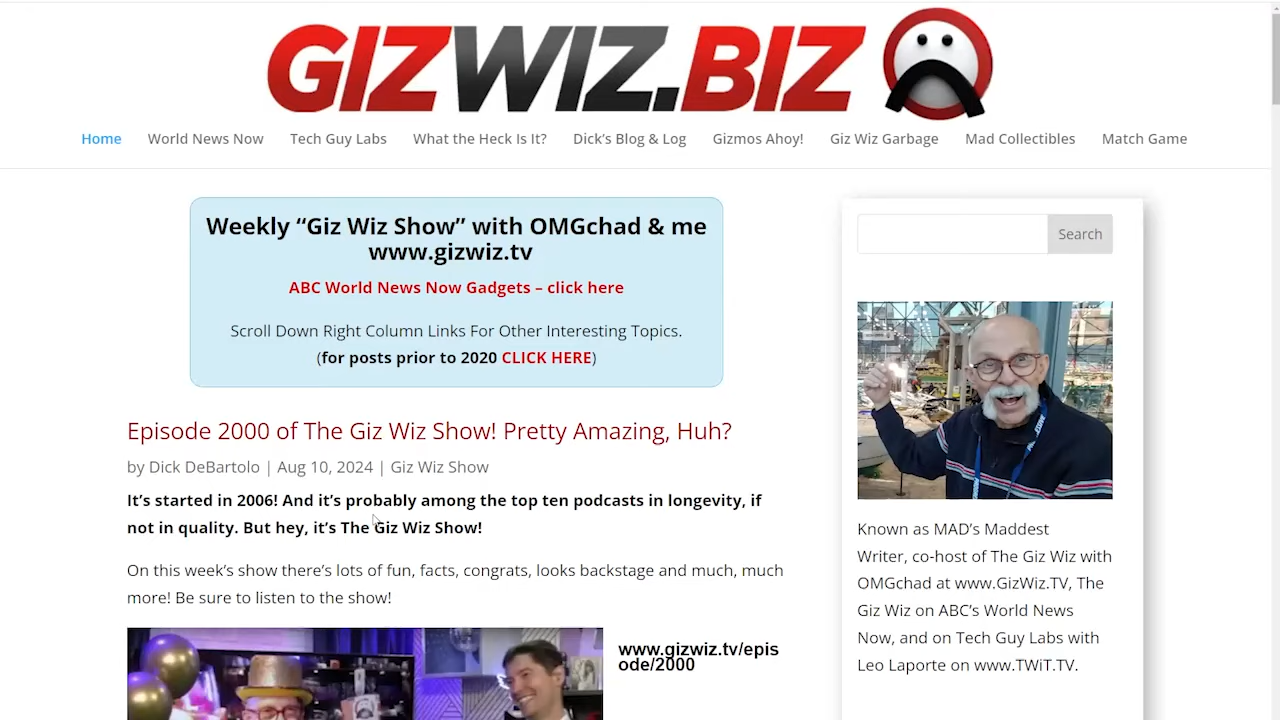 GIZWIZ.BIZ
Home World News Now Tech Guy Labs What the Heck Is It? Dick's Blog & Log Gizmos Ahoy! Giz Wiz Garbage Mad Collectibles Match Game
Weekly “Giz Wiz Show” with OMGchad & me
www.gizwiz.tv
ABC World News Now Gadgets – click here
Scroll Down Right Column Links For Other Interesting Topics.
(for posts prior to 2020 CLICK HERE)
Episode 2000 of The Giz Wiz Show! Pretty Amazing, Huh?
by Dick DeBartolo | Aug 10, 2024 | Giz Wiz Show
It’s started in 2006! And it’s probably among the top ten podcasts in longevity, if
not in quality. But hey, it’s The Giz Wiz Show!
On this week’s show there’s lots of fun, facts, congrats, looks backstage and much, much
more! Be sure to listen to the show!
www.gizwiz.tv/epis
ode/2000
Search
Known as MAD’s Maddest
Writer, co-host of The Giz Wiz with
OMGchad at www.GizWiz.TV, The
Giz Wiz on ABC’s World News
Now, and on Tech Guy Labs with
Leo Laporte on www.TWiT.TV.